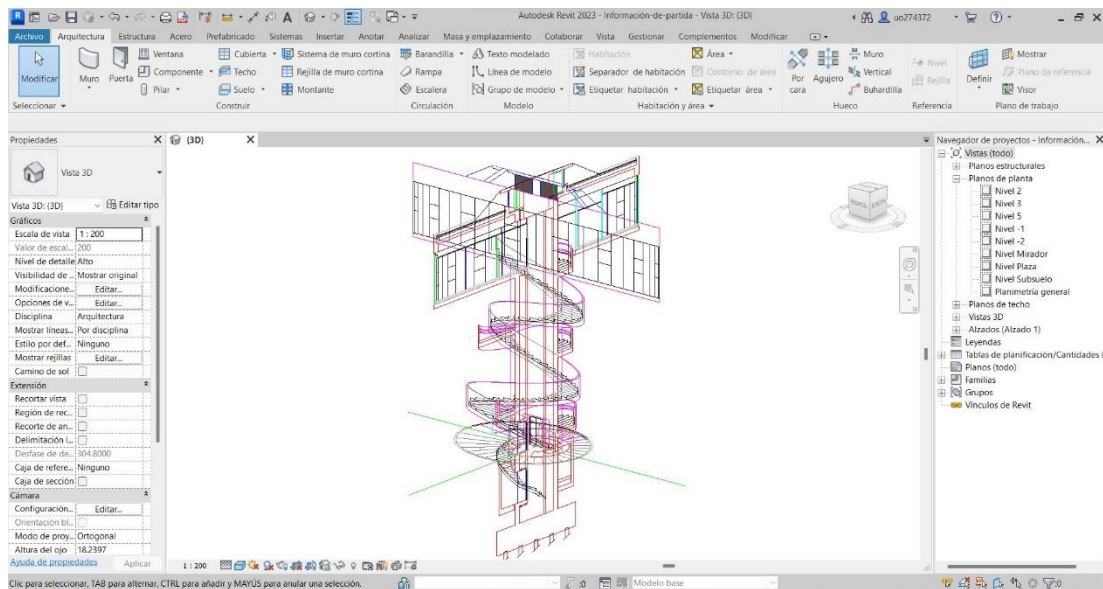 Autodesk Revit 2023 - Información-de-partida - Vista 3D: {3D}
uo274372
Archivo Arquitectura Estructura Acero Prefabricado Sistemas Insertar Anotar Analizar Masa y emplazamiento Colaborar Vista Gestionar Complementos Modificar
Modificar
Muro
Puerta
Ventana
Componente
Pilar
Cubierta
Techo
Suelo
Sistema de muro cortina
Rejilla de muro cortina
Montante
Barandilla
Rampa
Escalera
Texto modelado
Línea de modelo
Grupo de modelo
Habitación
Separador de habitación
Etiquetar habitación
Área
Contorno de área
Etiquetar área
Por cara
Agujero
Muro
Vertical
Buhardilla
Nivel
Rejilla
Definir
Mostrar
Plano de referencia
Visor
Seleccionar Construir Circulación Modelo Habitación y área Hueco Referencia Plano de trabajo
Propiedades
{3D}
Vista 3D
Vista 3D: {3D} Editar tipo
Gráficos
Escala de vista 1 : 200
Valor de escal... 200
Nivel de detalle Alto
Visibilidad de ... Mostrar original
Modificacione... Editar...
Opciones de v... Editar...
Disciplina Arquitectura
Mostrar líneas... Por disciplina
Estilo por def... Ninguno
Mostrar rejillas Editar...
Camino de sol
Extensión
Recortar vista
Región de rec...
Recorte de an...
Delimitación l...
Desfase de de... 304.8000
Caja de refere... Ninguno
Caja de sección
Cámara
Configuración... Editar...
Orientación bl...
Modo de proy... Ortogonal
Altura del ojo 18.2397
Ayuda de propiedades Aplicar
1 : 200
Navegador de proyectos - Información...
Vistas (todo)
Planos estructurales
Planos de planta
Nivel 2
Nivel 3
Nivel 5
Nivel -1
Nivel -2
Nivel Mirador
Nivel Plaza
Nivel Subsuelo
Planimetría general
Planos de techo
Vistas 3D
Alzados (Alzado 1)
Leyendas
Tablas de planificación/Cantidades (
Planos (todo)
Familias
Grupos
Vínculos de Revit
Clic para seleccionar, TAB para alternar, CTRL para añadir y MAYÚS para anular una selección.
:0
Modelo base
:0